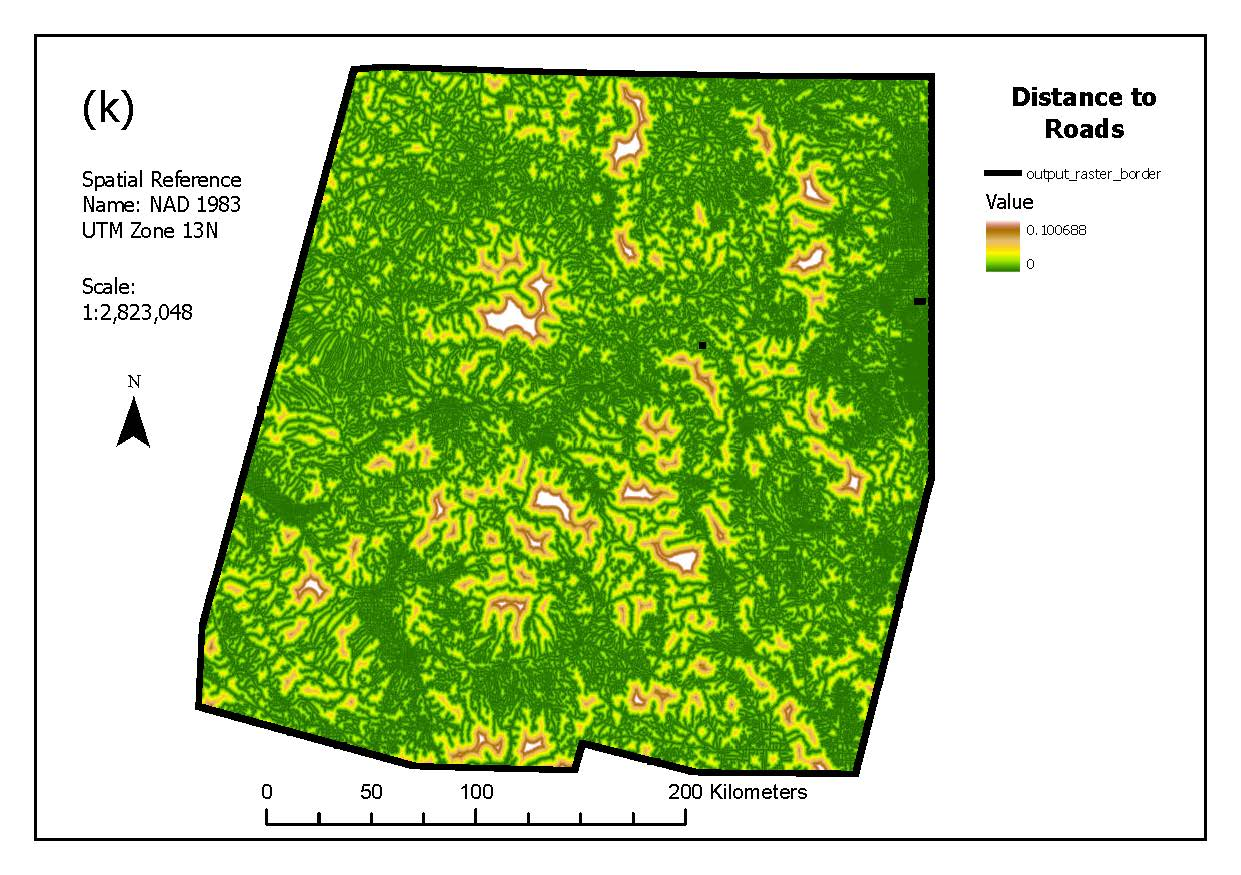 (k)
Spatial Reference
Name: NAD 1983
UTM Zone 13N
Scale:
1:2,823,048
N
Distance to
Roads
output_raster_border
Value
0.100688
0
0 50 100 200 Kilometers